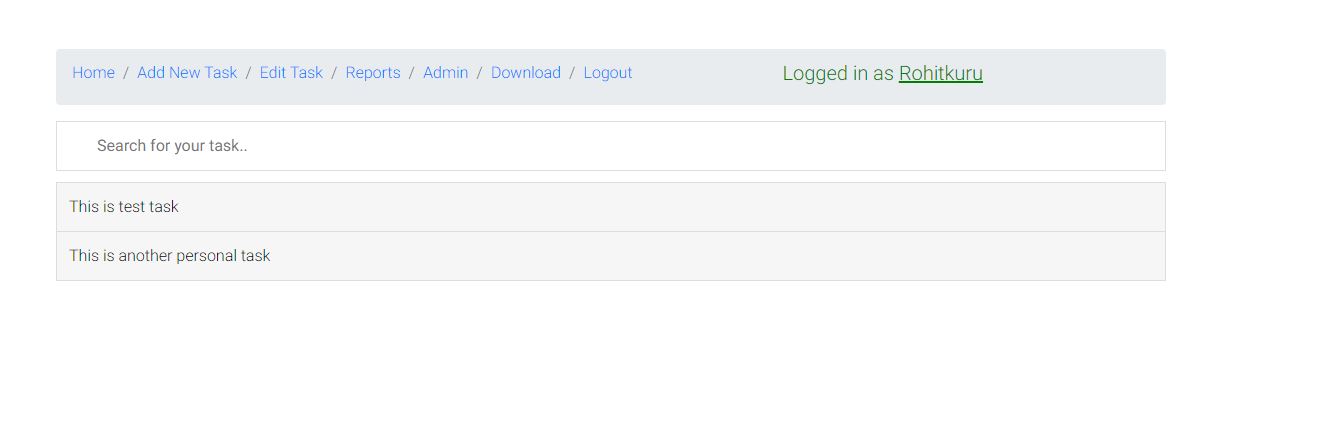 Home / Add New Task / Edit Task / Reports / Admin / Download / Logout Logged in as Rohitkuru
Search for your task..
This is test task
This is another personal task